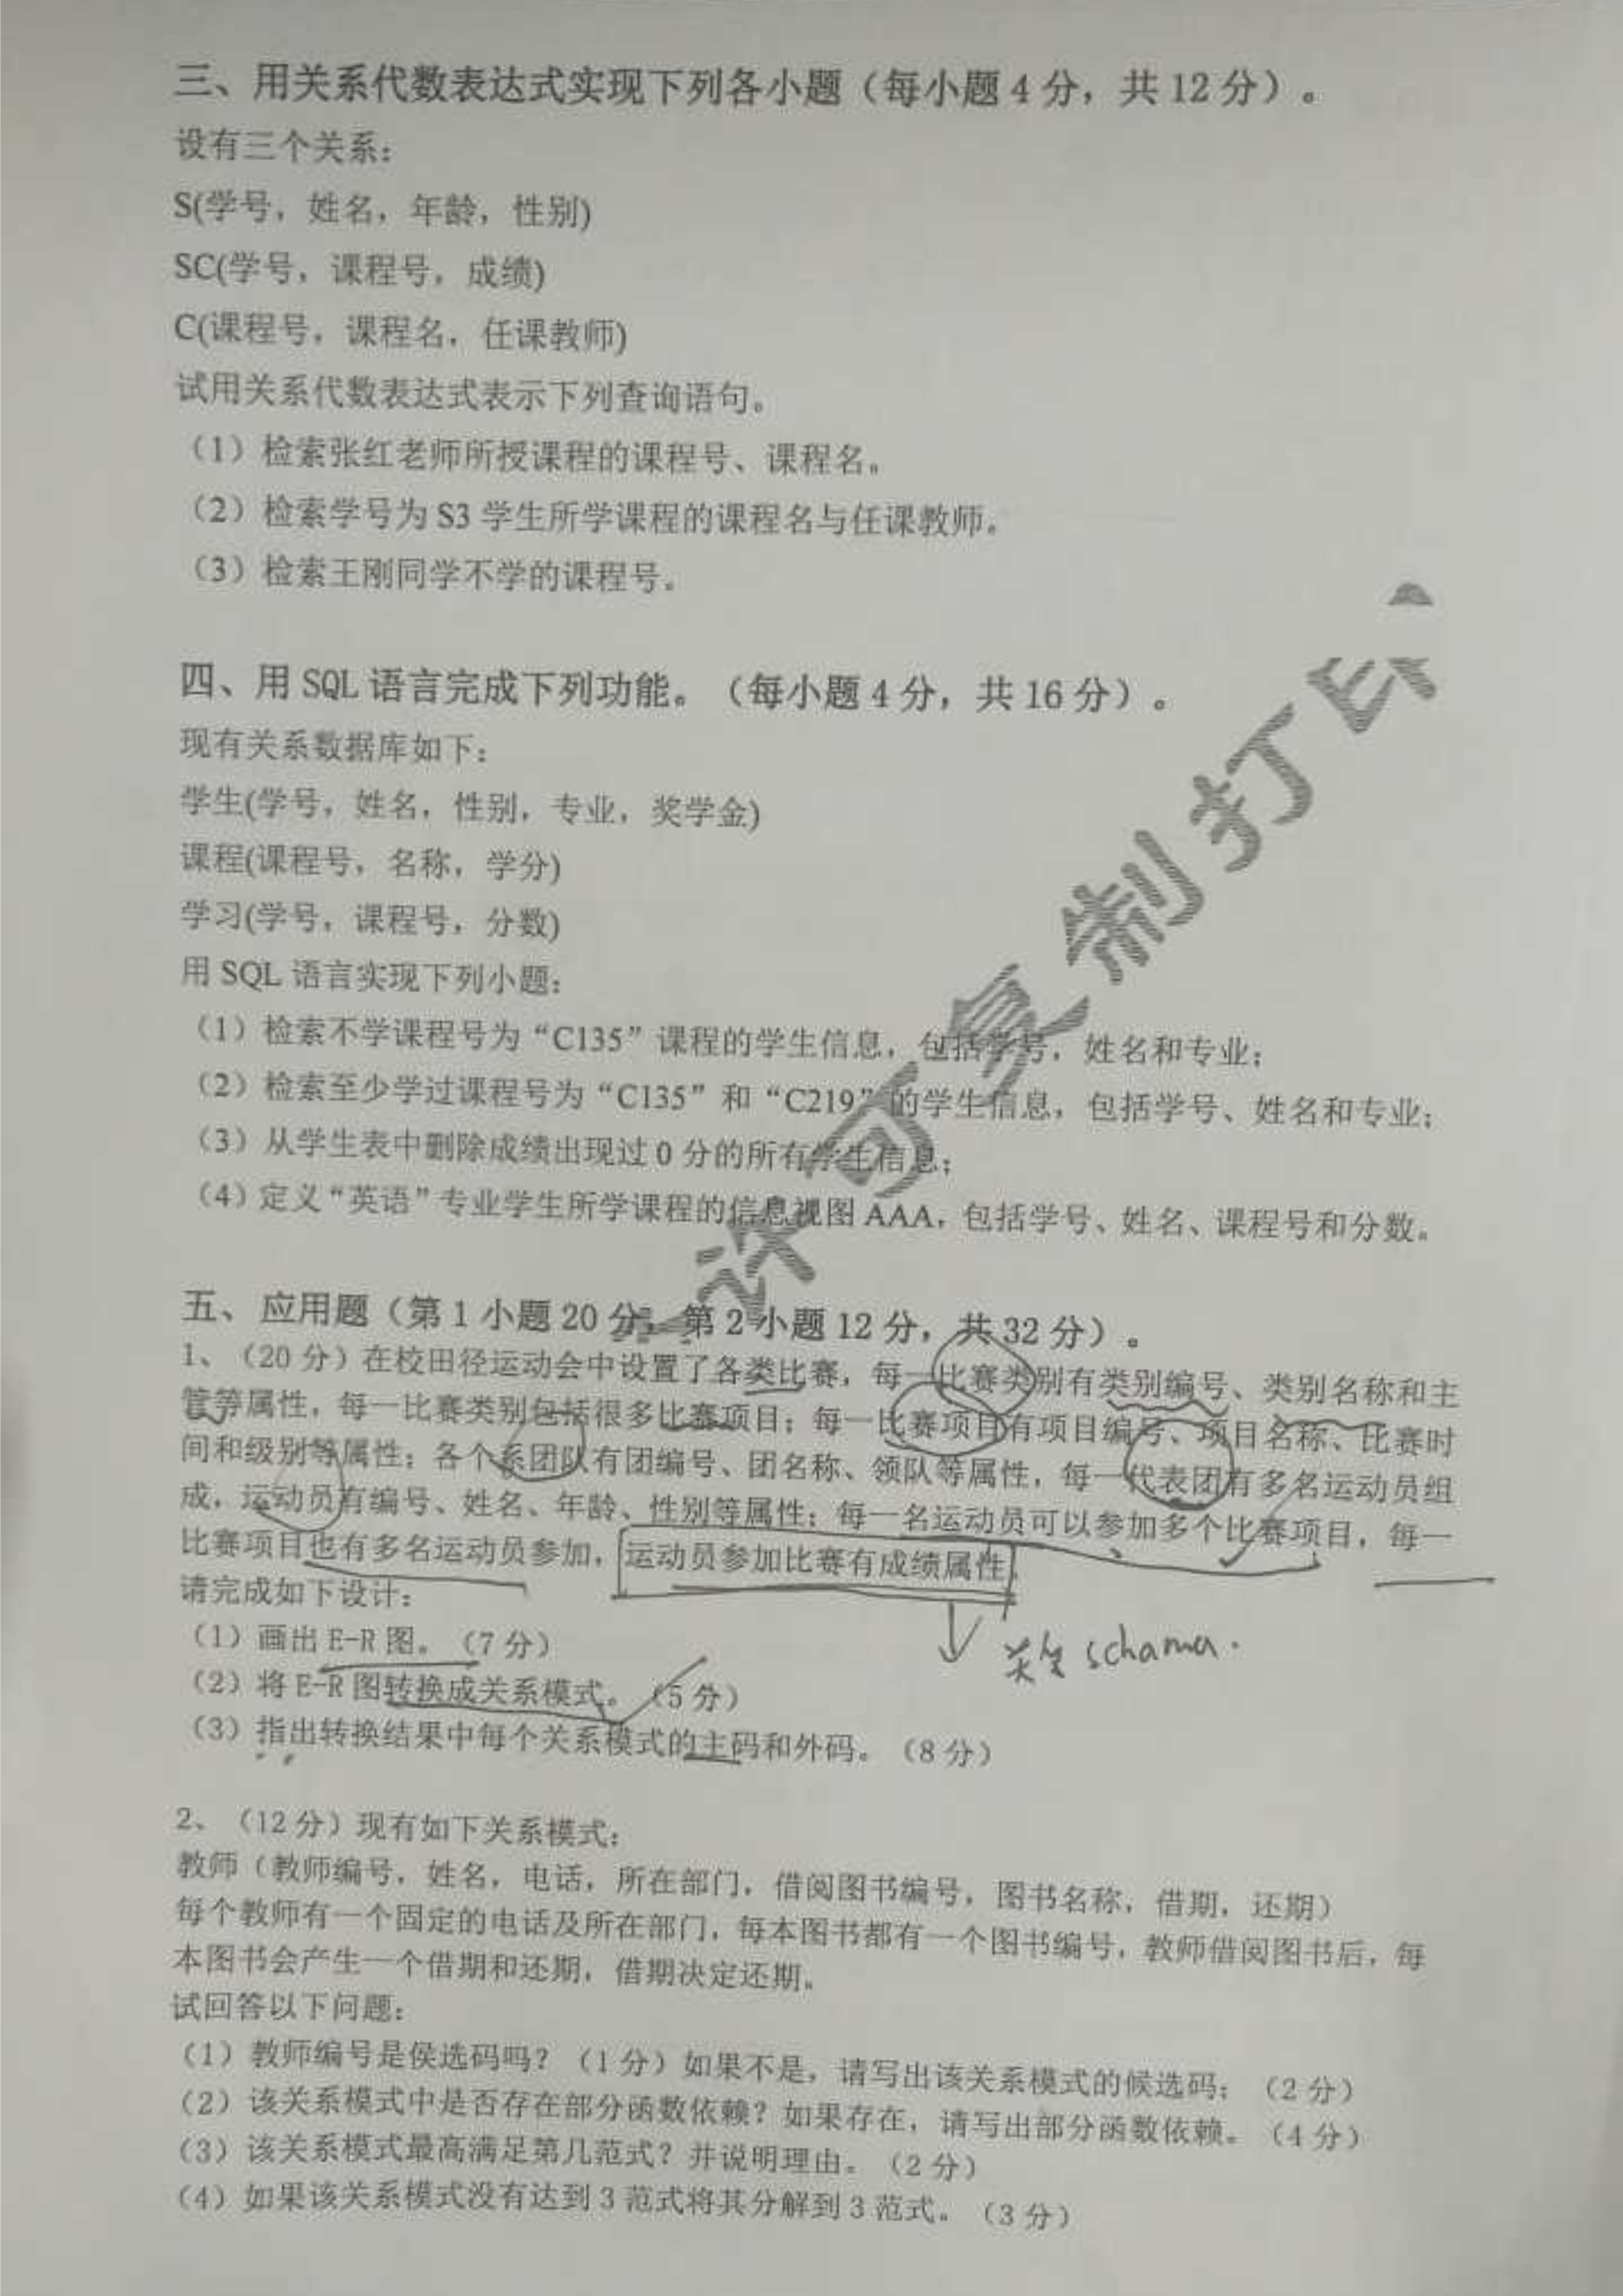 三、用关系代数表达式实现下列各小题（每小题 4 分，共 12 分）。
设有三个关系：
S(学号，姓名，年龄，性别)
SC(学号，课程号，成绩)
C(课程号，课程名，任课教师)
试用关系代数表达式表示下列查询语句。
（1）检索张红老师所授课程的课程号、课程名。
（2）检索学号为 S3 学生所学课程的课程名与任课教师。
（3）检索王刚同学不学的课程号。
四、用 SQL 语言完成下列功能。（每小题 4 分，共 16 分）。
现有关系数据库如下：
学生(学号，姓名，性别，专业，奖学金)
课程(课程号，名称，学分)
学习(学号，课程号，分数)
用 SQL 语言实现下列小题：
（1）检索不学课程号为“C135”课程的学生信息，包括学号，姓名和专业；
（2）检索至少学过课程号为“C135”和“C219”的学生信息，包括学号、姓名和专业；
（3）从学生表中删除成绩出现过 0 分的所有学生信息；
（4）定义“英语”专业学生所学课程的信息视图 AAA，包括学号、姓名、课程号和分数。
许可复制打印
五、应用题（第 1 小题 20 分，第 2 小题 12 分，共 32 分）。
1、（20 分）在校田径运动会中设置了各类比赛，每一比赛类别有类别编号、类别名称和主
管等属性，每一比赛类别包括很多比赛项目；每一比赛项目有项目编号、项目名称、比赛时
间和级别等属性；各个系团队有团编号、团名称、领队等属性，每一代表团有多名运动员组
成，运动员有编号、姓名、年龄、性别等属性；每一名运动员可以参加多个比赛项目，每一
比赛项目也有多名运动员参加，运动员参加比赛有成绩属性
请完成如下设计：
（1）画出 E-R 图。（7 分）
关系 schama.
（2）将 E-R 图转换成关系模式。（5 分）
（3）指出转换结果中每个关系模式的主码和外码。（8 分）
2、（12 分）现有如下关系模式：
教师（教师编号，姓名，电话，所在部门，借阅图书编号，图书名称，借期，还期）
每个教师有一个固定的电话及所在部门，每本图书都有一个图书编号，教师借阅图书后，每
本图书会产生一个借期和还期，借期决定还期。
试回答以下问题：
（1）教师编号是侯选码吗？（1 分）如果不是，请写出该关系模式的候选码；（2 分）
（2）该关系模式中是否存在部分函数依赖？如果存在，请写出部分函数依赖。（4 分）
（3）该关系模式最高满足第几范式？并说明理由。（2 分）
（4）如果该关系模式没有达到 3 范式将其分解到 3 范式。（3 分）